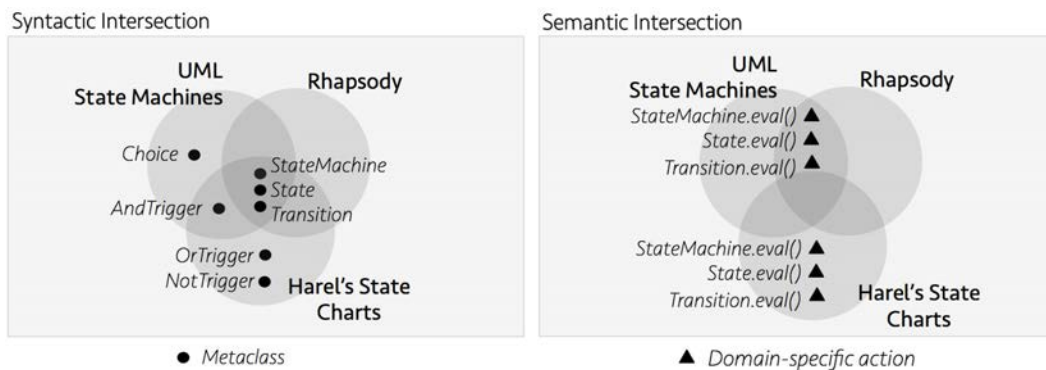 Syntactic Intersection
UML
State Machines
Rhapsody
Choice
StateMachine
State
AndTrigger
Transition
OrTrigger
NotTrigger
Harel's State
Charts
Metaclass
Semantic Intersection
UML
State Machines
Rhapsody
StateMachine.eval()
State.eval()
Transition.eval()
StateMachine.eval()
State.eval()
Transition.eval()
Harel's State
Charts
Domain-specific action